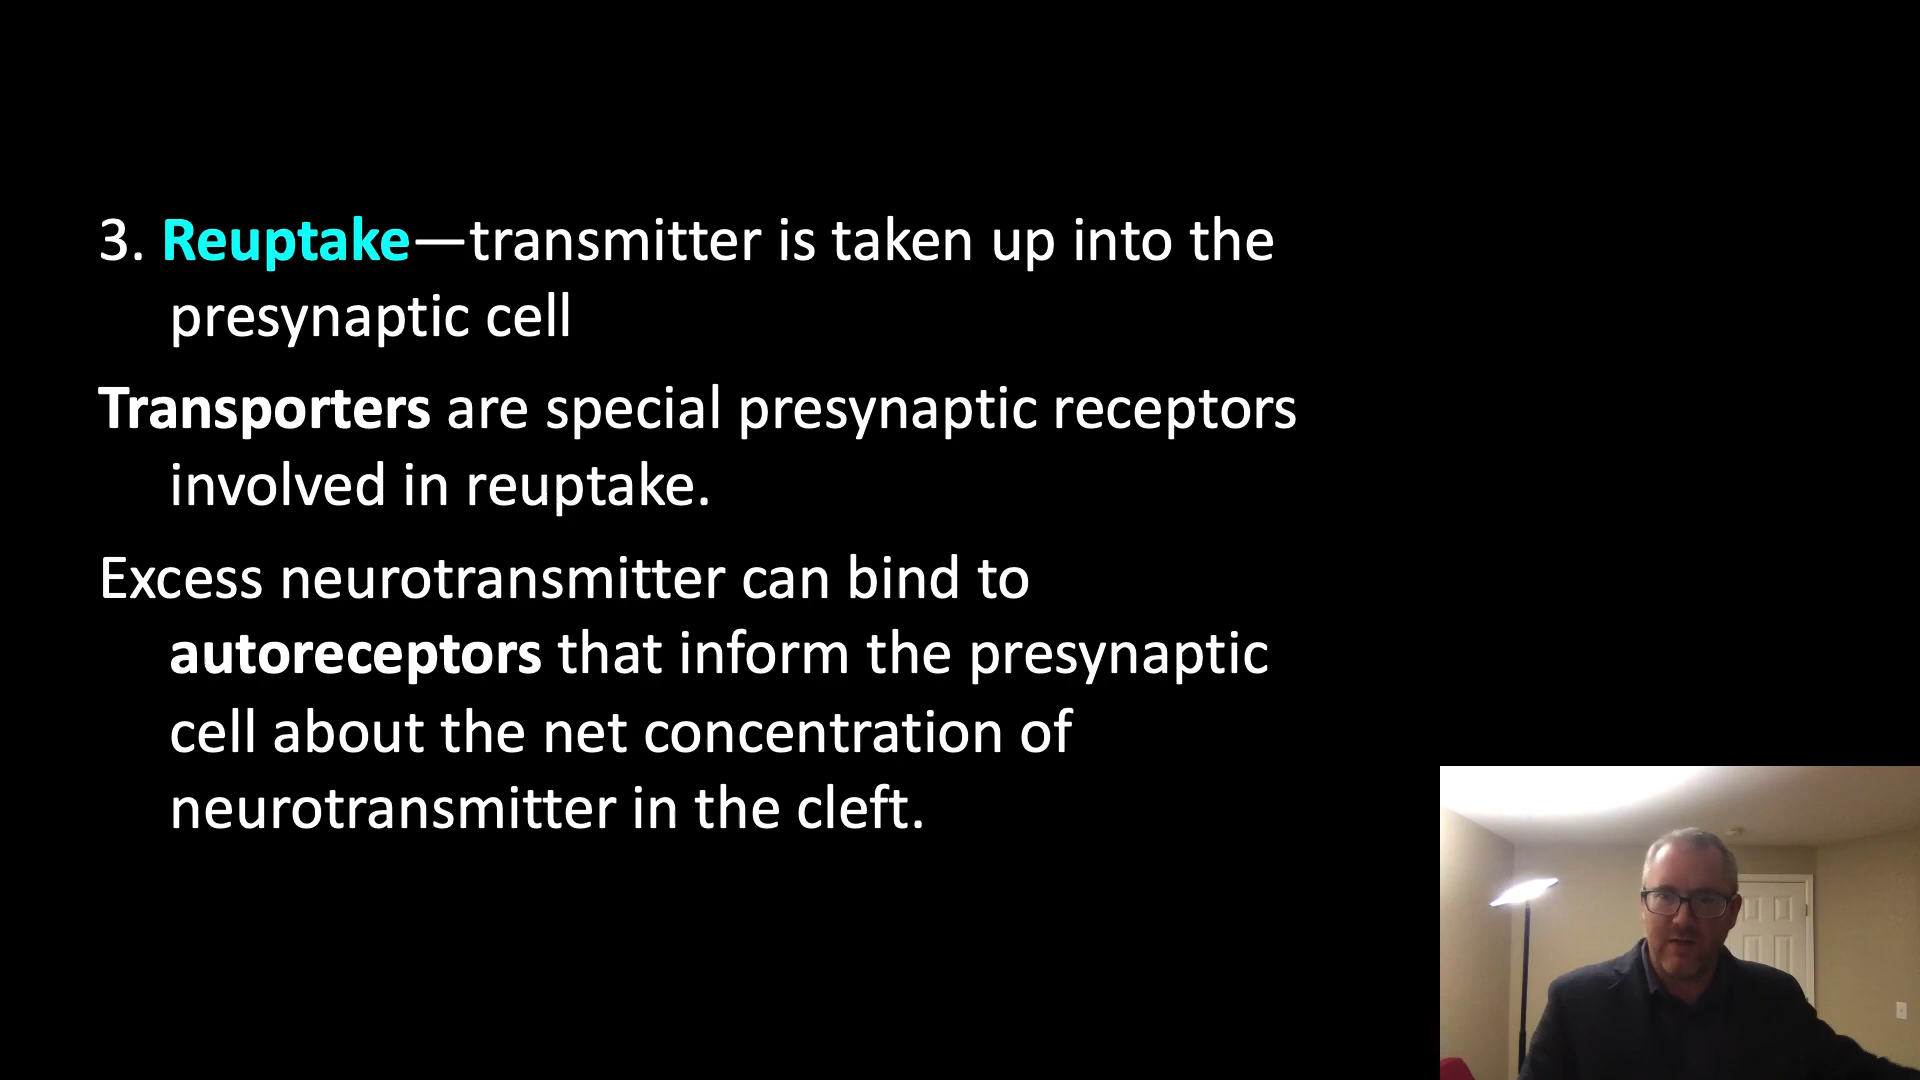 3. Reuptake—transmitter is taken up into the
presynaptic cell
Transporters are special presynaptic receptors
involved in reuptake.
Excess neurotransmitter can bind to
autoreceptors that inform the presynaptic
cell about the net concentration of
neurotransmitter in the cleft.